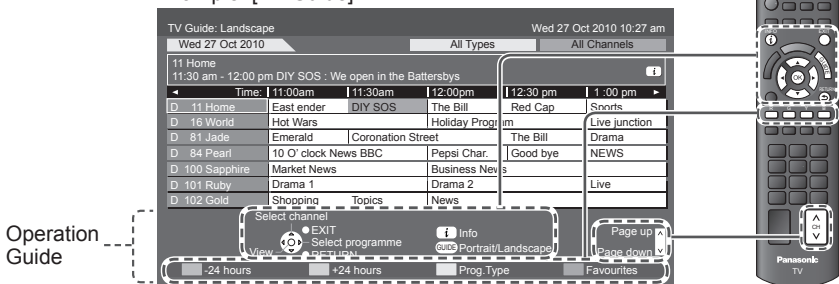 TV Guide: Landscape Wed 27 Oct 2010 10:27 am
Wed 27 Oct 2010 All Types All Channels
11 Home
11:30 am - 12:00 pm DIY SOS : We open in the Battersbys i
◄ Time: 11:00am 11:30am 12:00pm 12:30 pm 1 :00 pm ►
D 11 Home East ender DIY SOS The Bill Red Cap Sports
D 16 World Hot Wars Holiday Program Live junction
D 81 Jade Emerald Coronation Street The Bill Drama
D 84 Pearl 10 O' clock News BBC Pepsi Char. Good bye NEWS
D 100 Sapphire Market News Business News
D 101 Ruby Drama 1 Drama 2 Live
D 102 Gold Shopping Topics News
Operation
Guide
Select channel
EXIT
Select programme
View
RETURN
i Info
GUIDE Portrait/Landscape
Page up
Page down
-24 hours +24 hours Prog.Type Favourites
i
EXIT
OK
RETURN
CH
Panasonic
TV